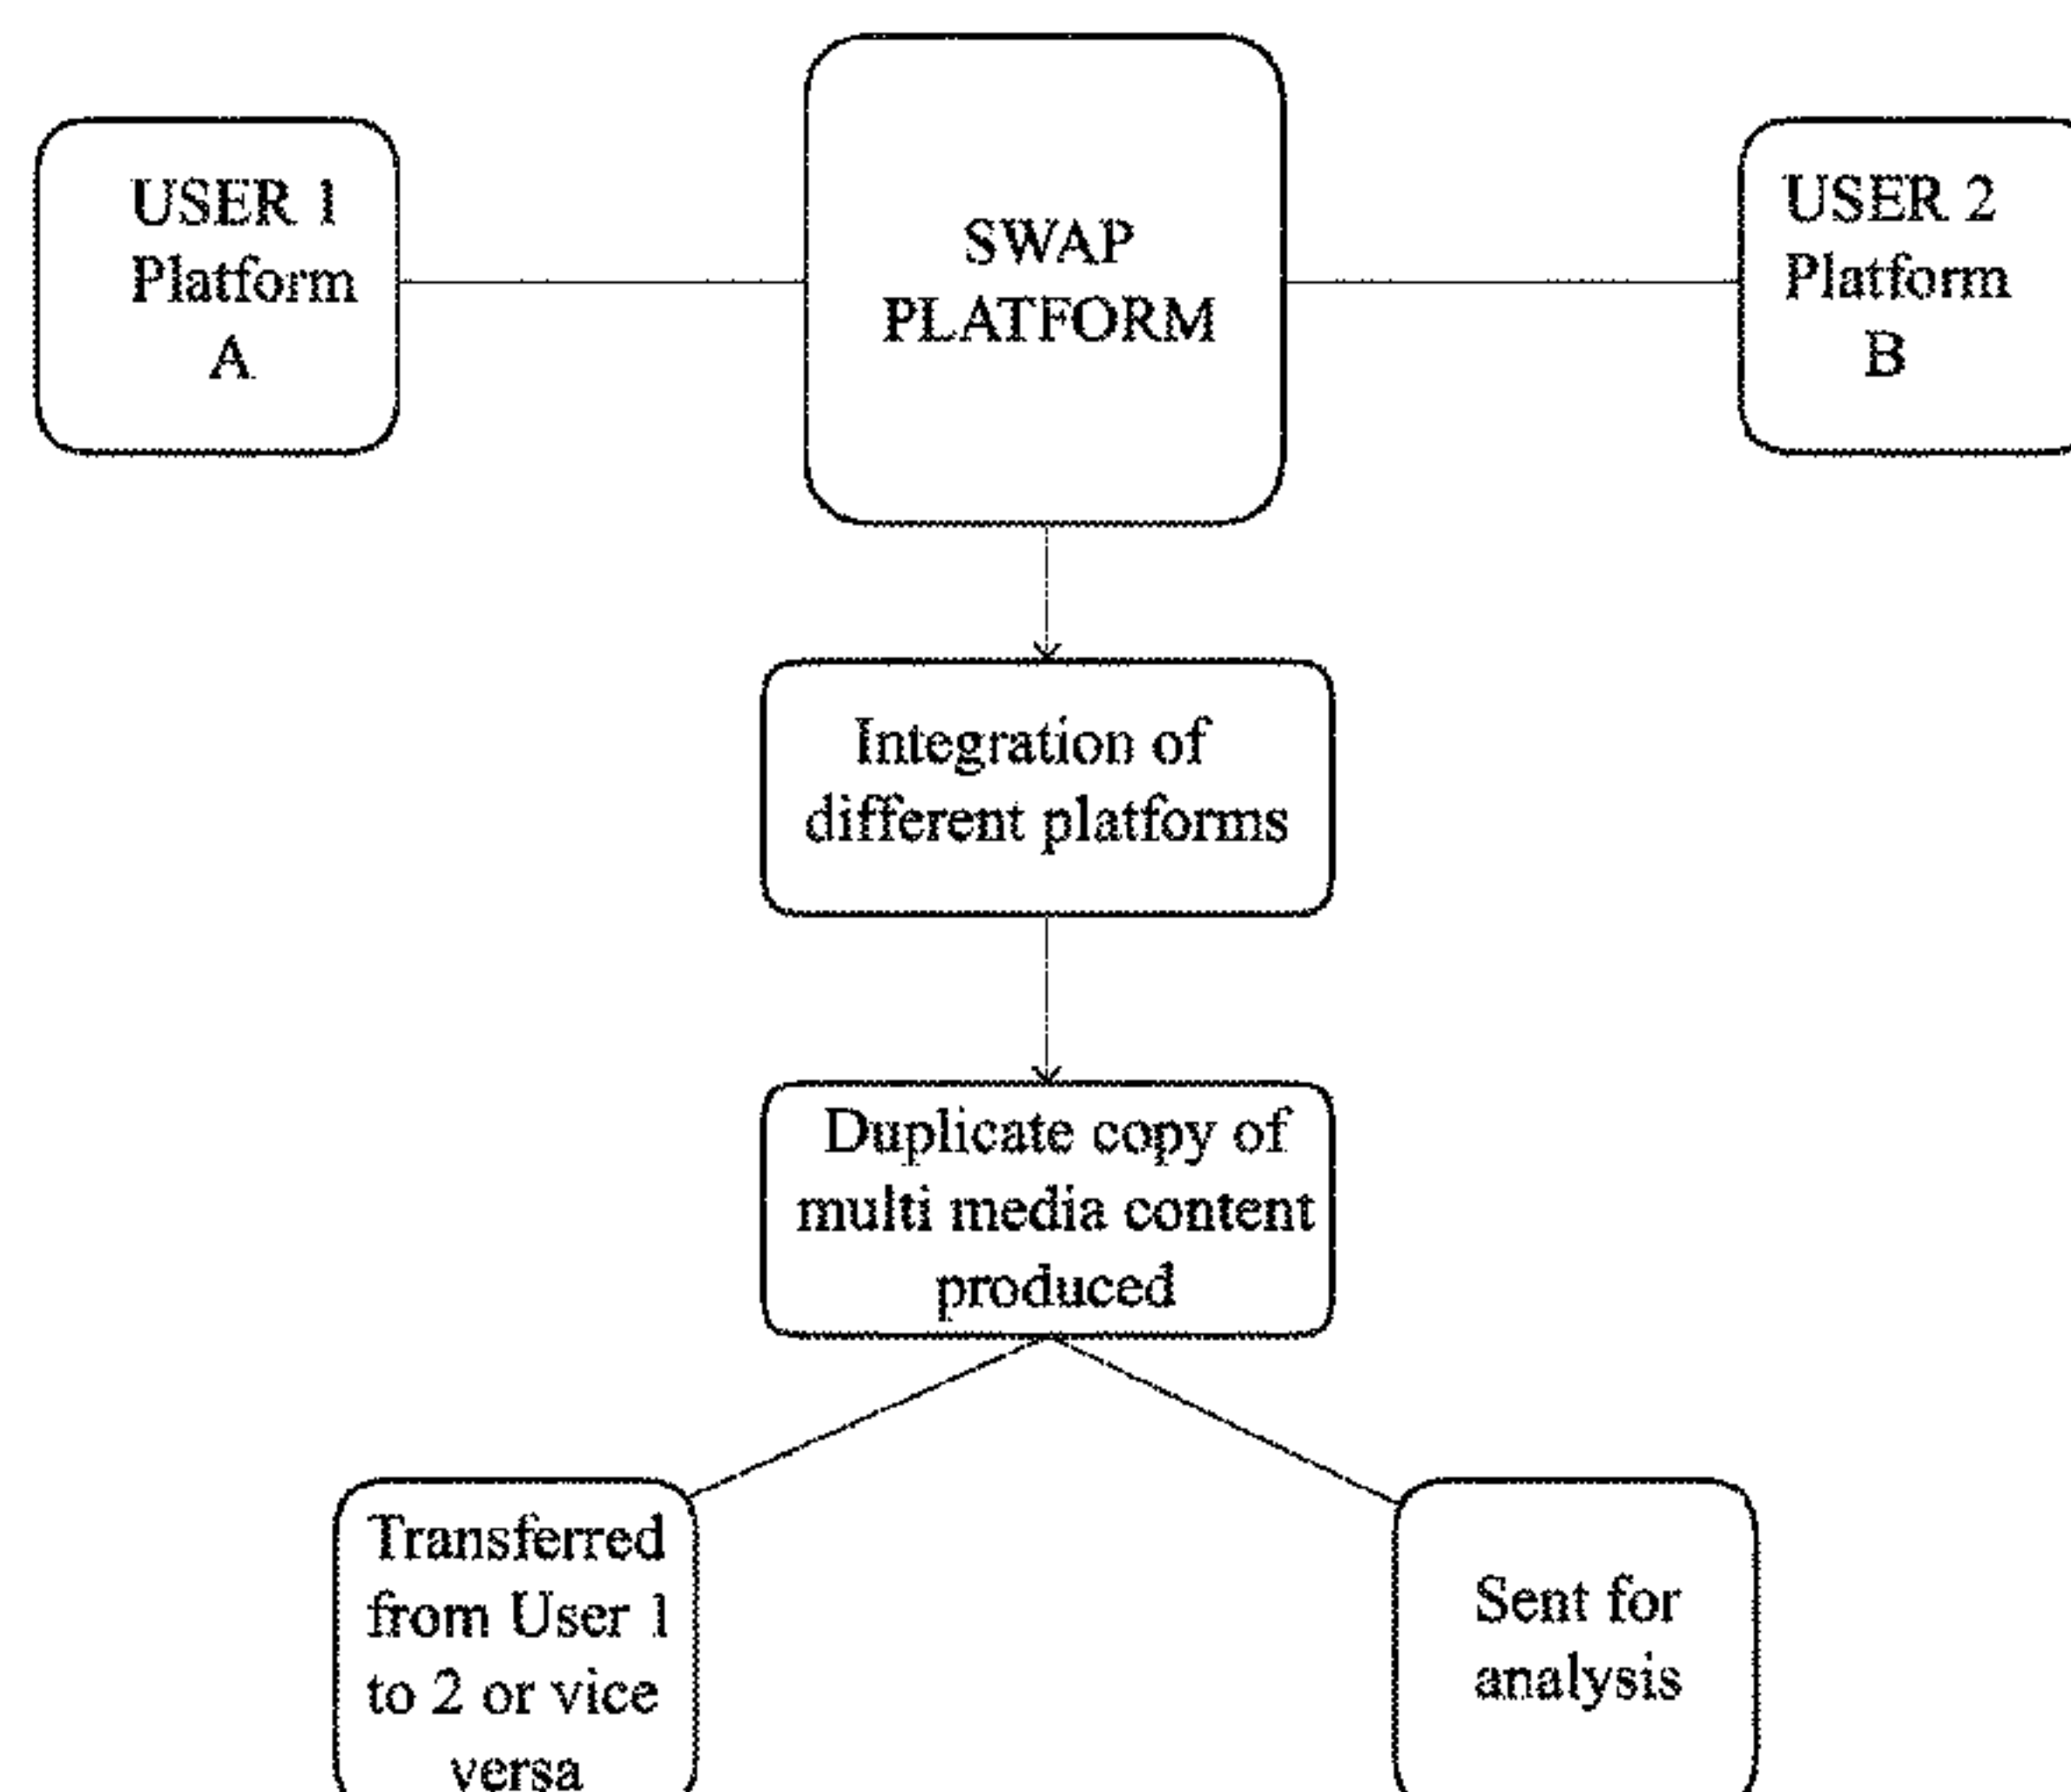 USER 1
Platform
A
SWAP
PLATFORM
USER 2
Platform
B
Integration of
different platforms
Duplicate copy of
multi media content
produced
Transferred
from User 1
to 2 or vice
versa
Sent for
analysis